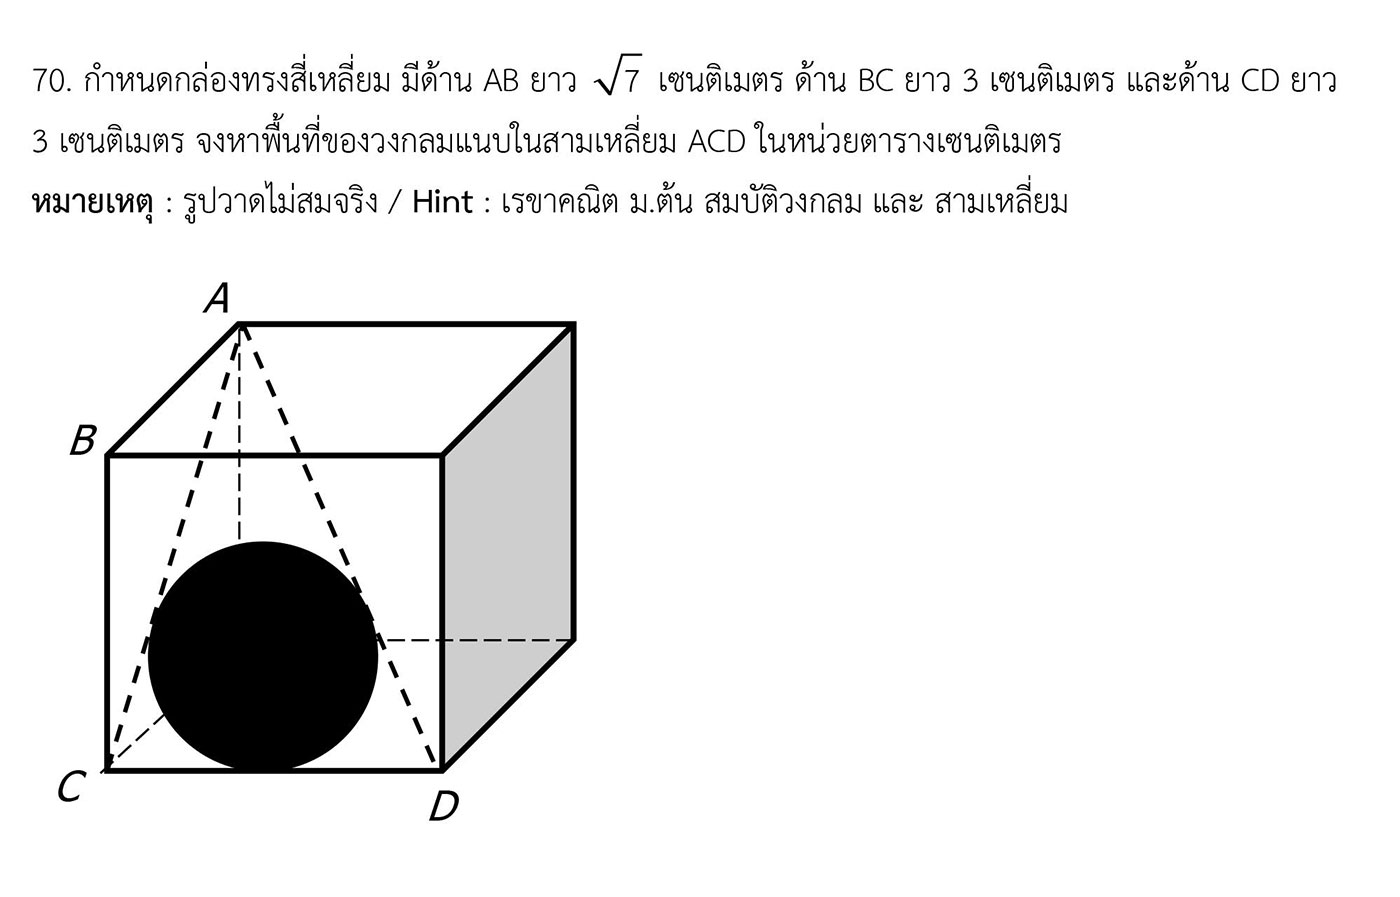 70. กำหนดกล่องทรงสี่เหลี่ยม มีด้าน AB ยาว √7 เซนติเมตร ด้าน BC ยาว 3 เซนติเมตร และด้าน CD ยาว
3 เซนติเมตร จงหาพื้นที่ของวงกลมแนบในสามเหลี่ยม ACD ในหน่วยตารางเซนติเมตร
หมายเหตุ : รูปวาดไม่สมจริง / Hint : เรขาคณิต ม.ต้น สมบัติวงกลม และ สามเหลี่ยม
A
B
C
D